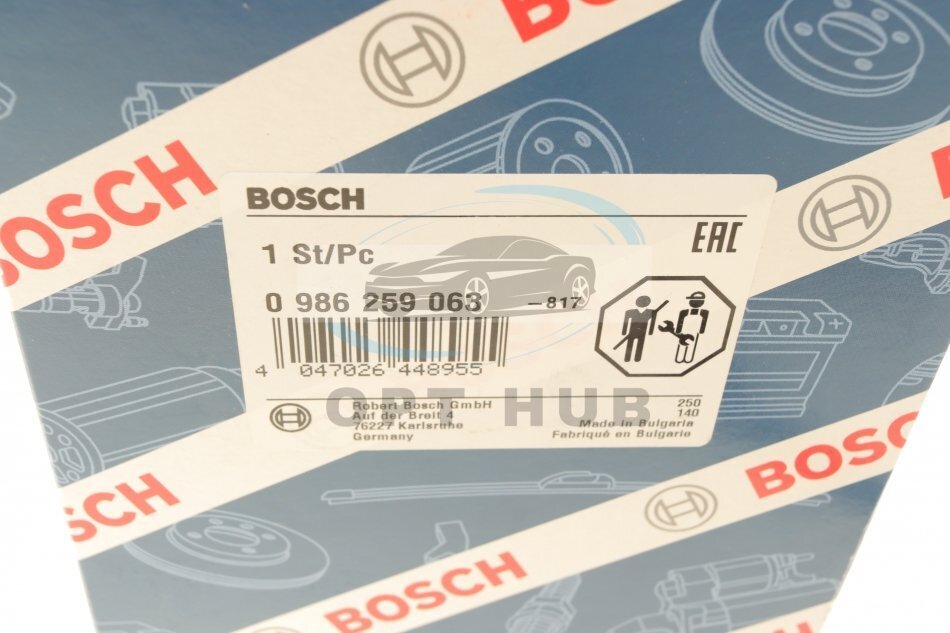 BOSCH
BOSCH
BOSCH
1 St/Pc
EAC
0 986 259 063 -817
4 047026 448955
OPT HUB
Robert Bosch GmbH
Auf der Breit 4
76227 Karlsruhe
Germany
250
140
Made in Bulgaria
Fabriqué en Bulgarie
BOSCH
BOSCH
BOSCH